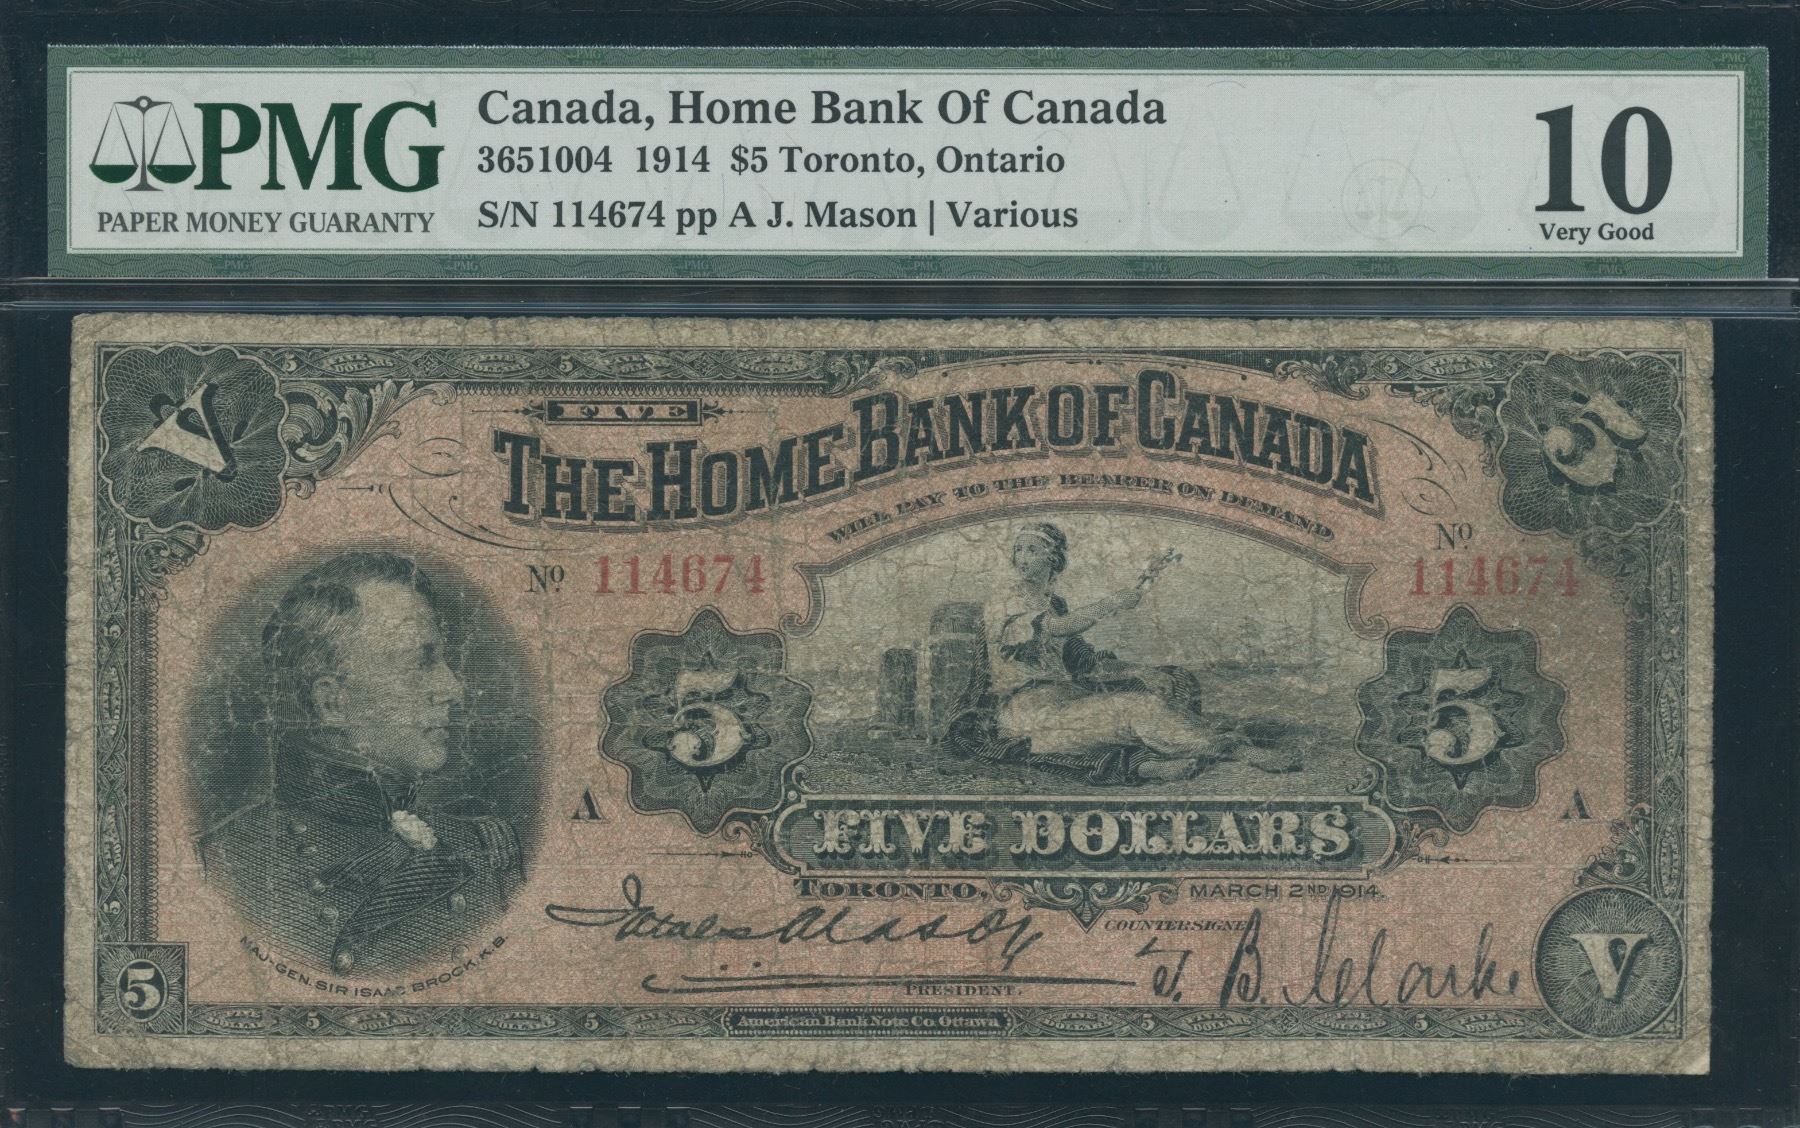 PMG
PAPER MONEY GUARANTY
Canada, Home Bank Of Canada
3651004 1914 $5 Toronto, Ontario
S/N 114674 pp A J. Mason | Various
10
Very Good
V
FIVE
5
THE HOME BANK OF CANADA
WILL PAY TO THE BEARER ON DEMAND
No 114674
No 114674
5
5
A
A
FIVE DOLLARS
TORONTO,
MARCH 2ND 1914.
COUNTERSIGNED
MAJ-GEN. SIR ISAAC BROCK, K.B.
PRESIDENT.
5
V
American Bank Note Co. Ottawa